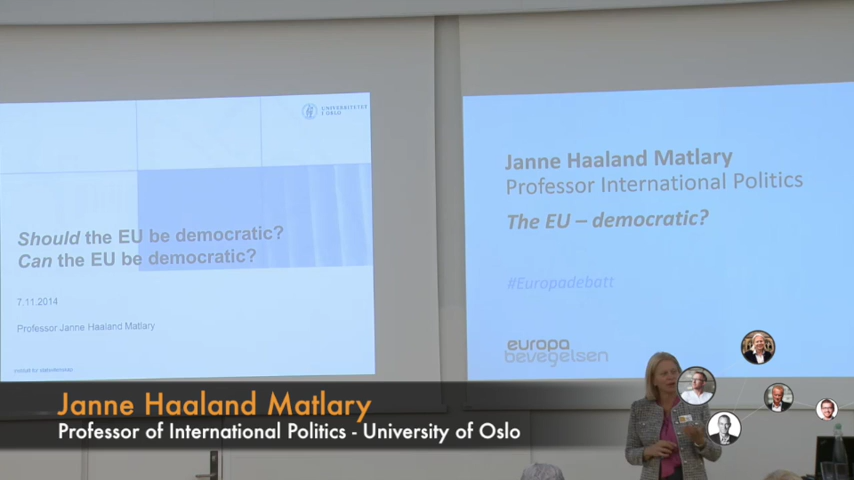 UNIVERSITETET
I OSLO
Should the EU be democratic?
Can the EU be democratic?
7.11.2014
Professor Janne Haaland Matlary
Janne Haaland Matlary
Professor International Politics
The EU – democratic?
#Europadebatt
europa
bevegelsen
Janne Haaland Matlary
Professor of International Politics - University of Oslo